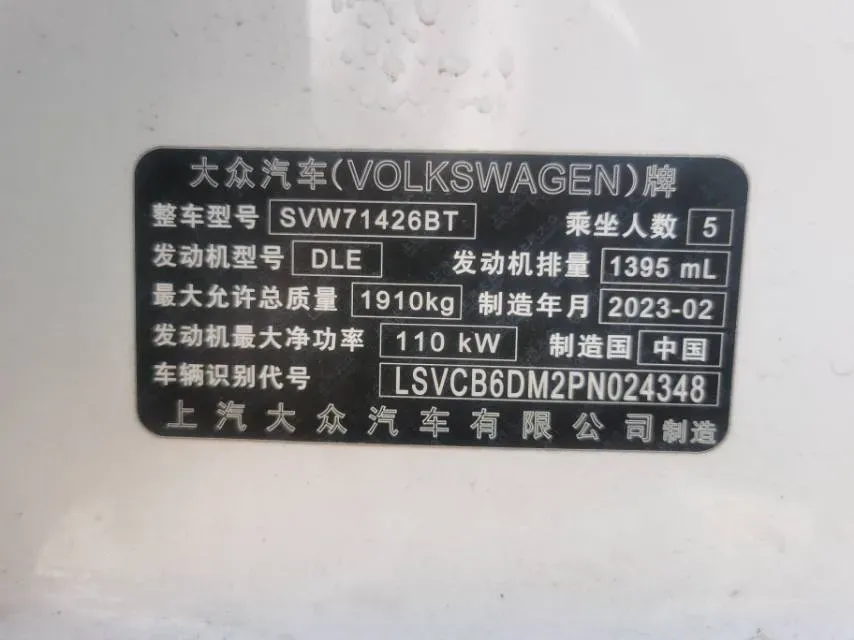 大众汽车(VOLKSWAGEN)牌
整车型号 SVW71426BT 乘坐人数 5
发动机型号 DLE 发动机排量 1395 mL
最大允许总质量 1910kg 制造年月 2023-02
发动机最大净功率 110 kW 制造国 中国
车辆识别代号 LSVCB6DM2PN024348
上汽大众汽车有限公司制造